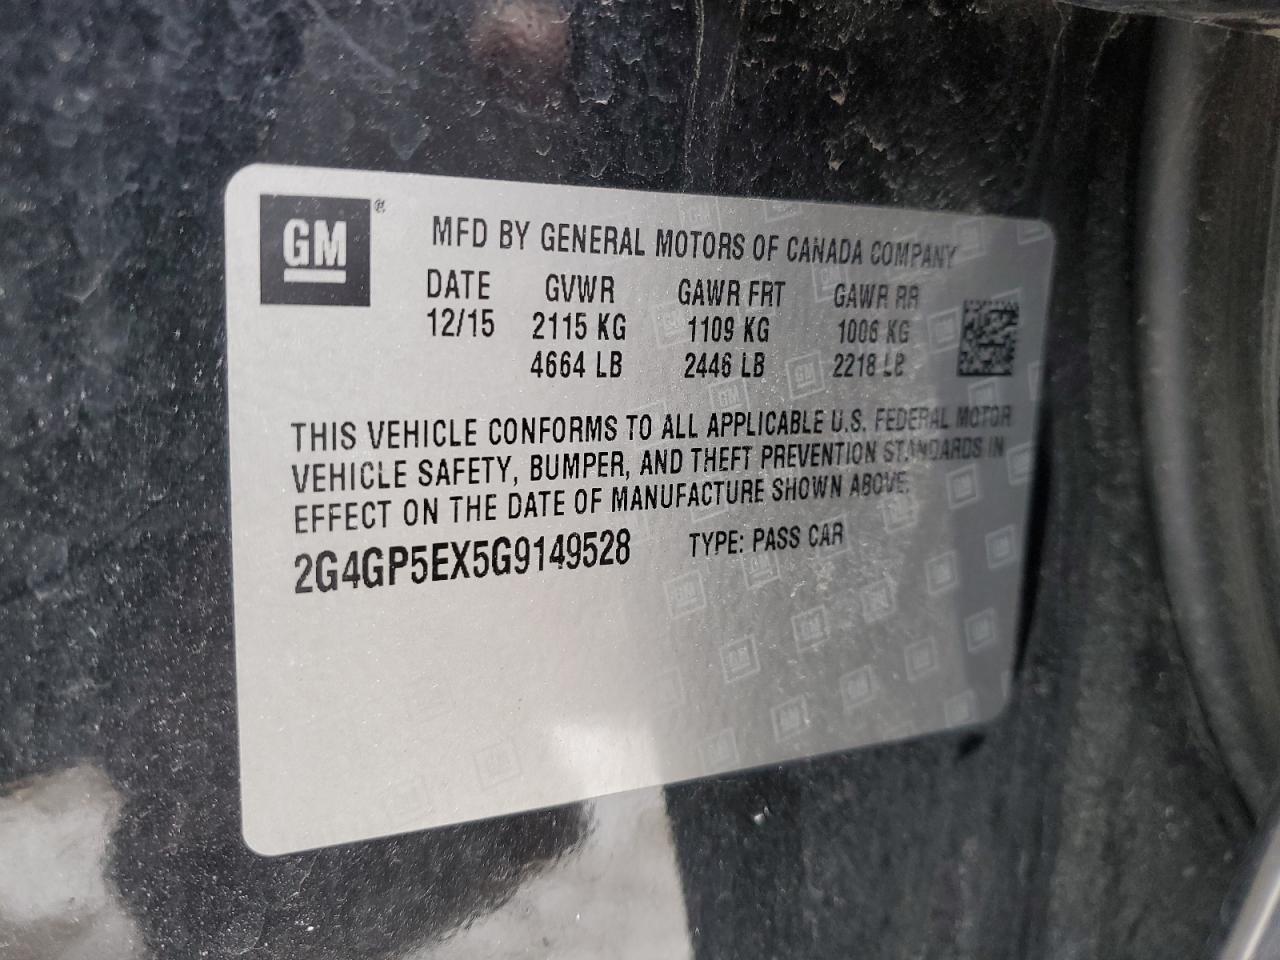 GM®
MFD BY GENERAL MOTORS OF CANADA COMPANY
DATE GVWR GAWR FRT GAWR RR
12/15 2115 KG 1109 KG 1006 KG
4664 LB 2446 LB 2218 LB
THIS VEHICLE CONFORMS TO ALL APPLICABLE U.S. FEDERAL MOTOR
VEHICLE SAFETY, BUMPER, AND THEFT PREVENTION STANDARDS IN
EFFECT ON THE DATE OF MANUFACTURE SHOWN ABOVE.
2G4GP5EX5G9149528 TYPE: PASS CAR